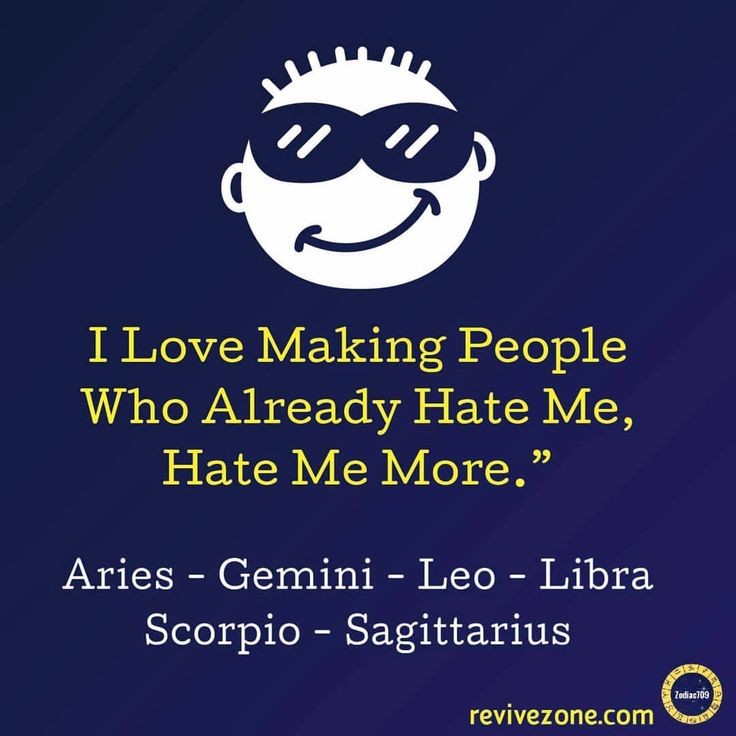 I Love Making People
Who Already Hate Me,
Hate Me More.”
Aries - Gemini - Leo - Libra
Scorpio - Sagittarius
Zodiac709
revivezone.com